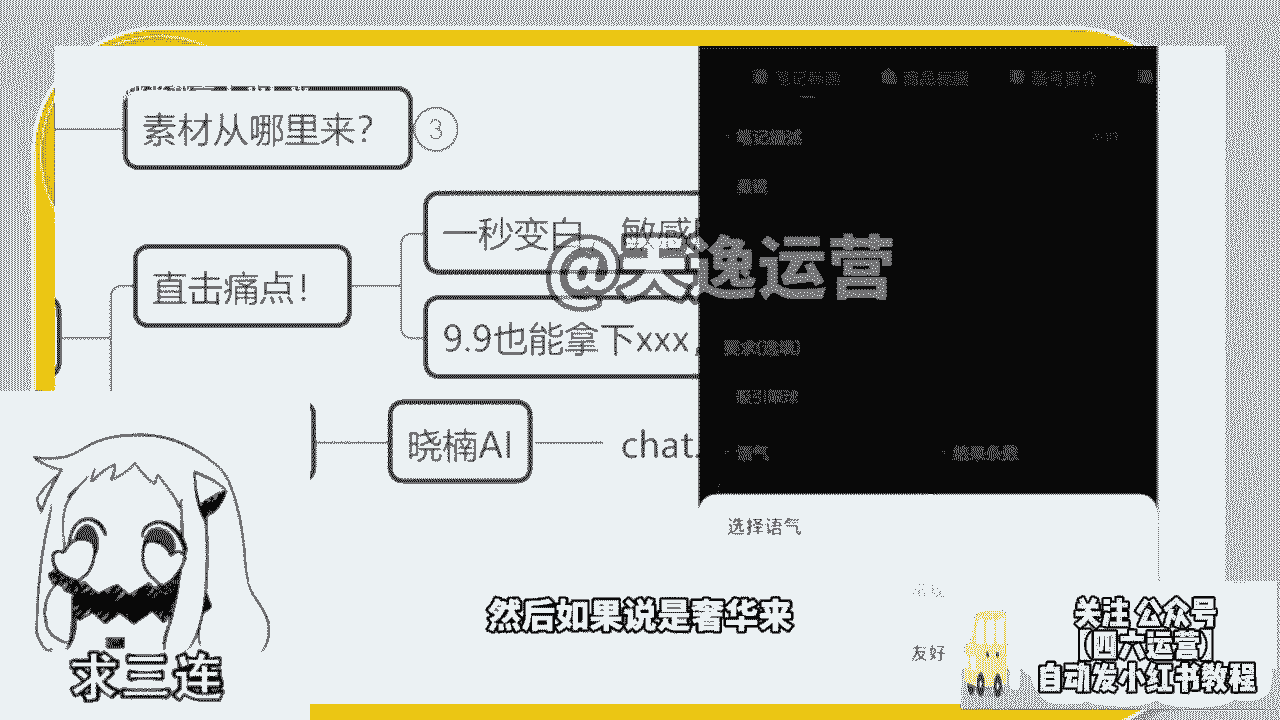 素材从哪里来?
3
直击痛点!
一秒变白，敏感
9.9也能拿下xxx,
晓楠AI
chat.
笔记标题
商品标题
账号简介
笔记描述
要求(选填)
吸引眼球
语气
结果条数
选择语气
友好
@天逸运营
然后如果说是奢华来
求三连
关注 公众号
(四六运营)
自动发小红书教程